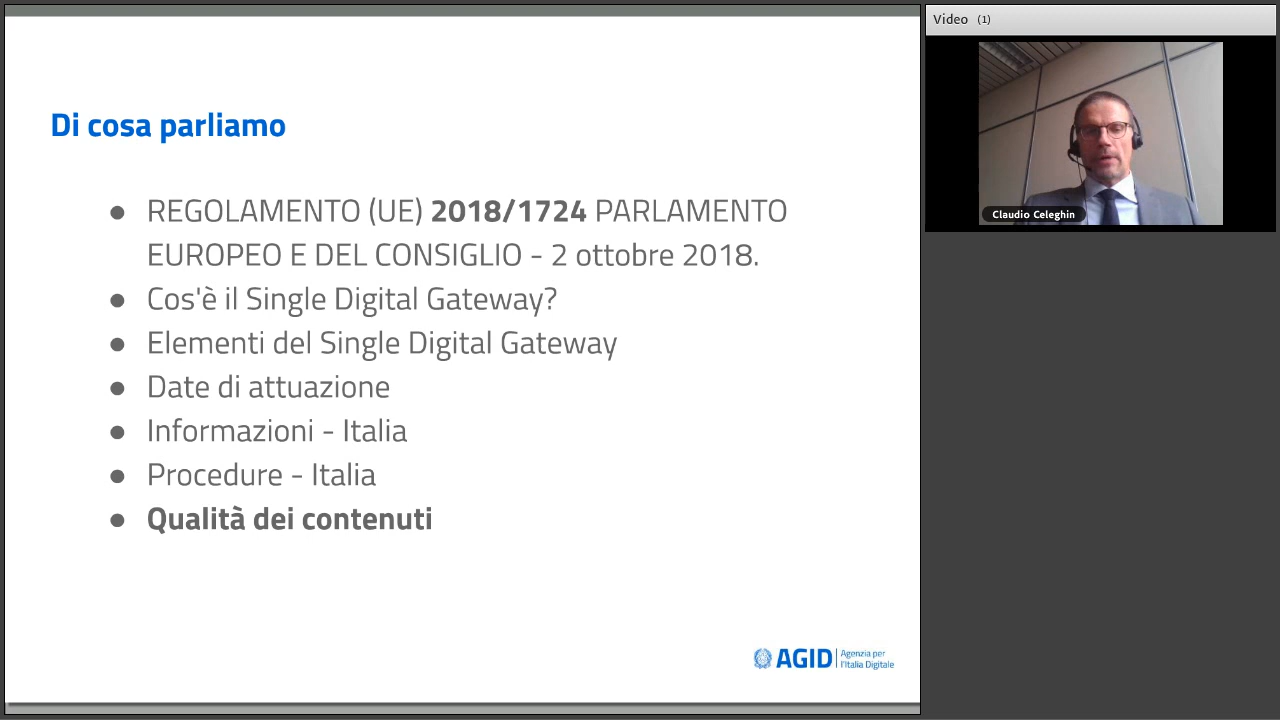 Di cosa parliamo
● REGOLAMENTO (UE) 2018/1724 PARLAMENTO
EUROPEO E DEL CONSIGLIO - 2 ottobre 2018.
● Cos'è il Single Digital Gateway?
● Elementi del Single Digital Gateway
● Date di attuazione
● Informazioni - Italia
● Procedure - Italia
● Qualità dei contenuti
AGID
Agenzia per
l'Italia Digitale
Video (1)
Claudio Celeghin